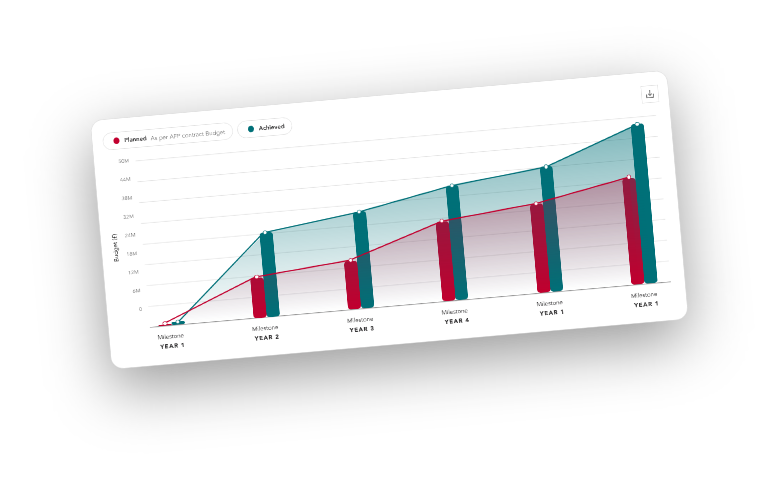 Planned As per AFP contract Budget
Achieved
50M
44M
38M
32M
24M
18M
12M
6M
0
Budget (£)
Milestone
YEAR 1
Milestone
YEAR 2
Milestone
YEAR 3
Milestone
YEAR 4
Milestone
YEAR 1
Milestone
YEAR 1